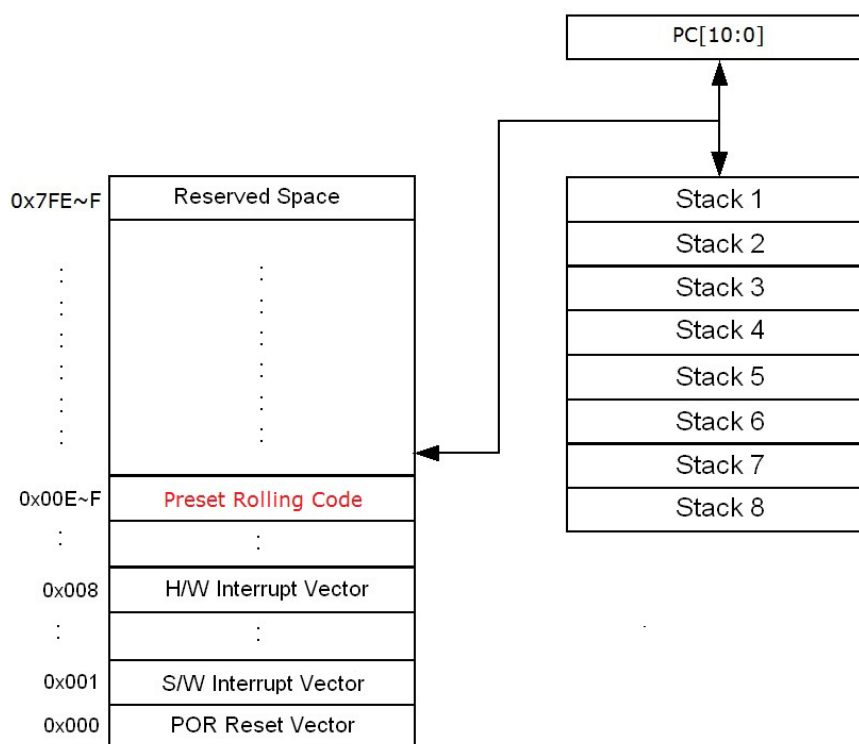 PC[10:0]
0x7FE~F
Reserved Space
Stack 1
Stack 2
Stack 3
Stack 4
Stack 5
Stack 6
Stack 7
Stack 8
0x00E~F
Preset Rolling Code
0x008
H/W Interrupt Vector
0x001
S/W Interrupt Vector
0x000
POR Reset Vector